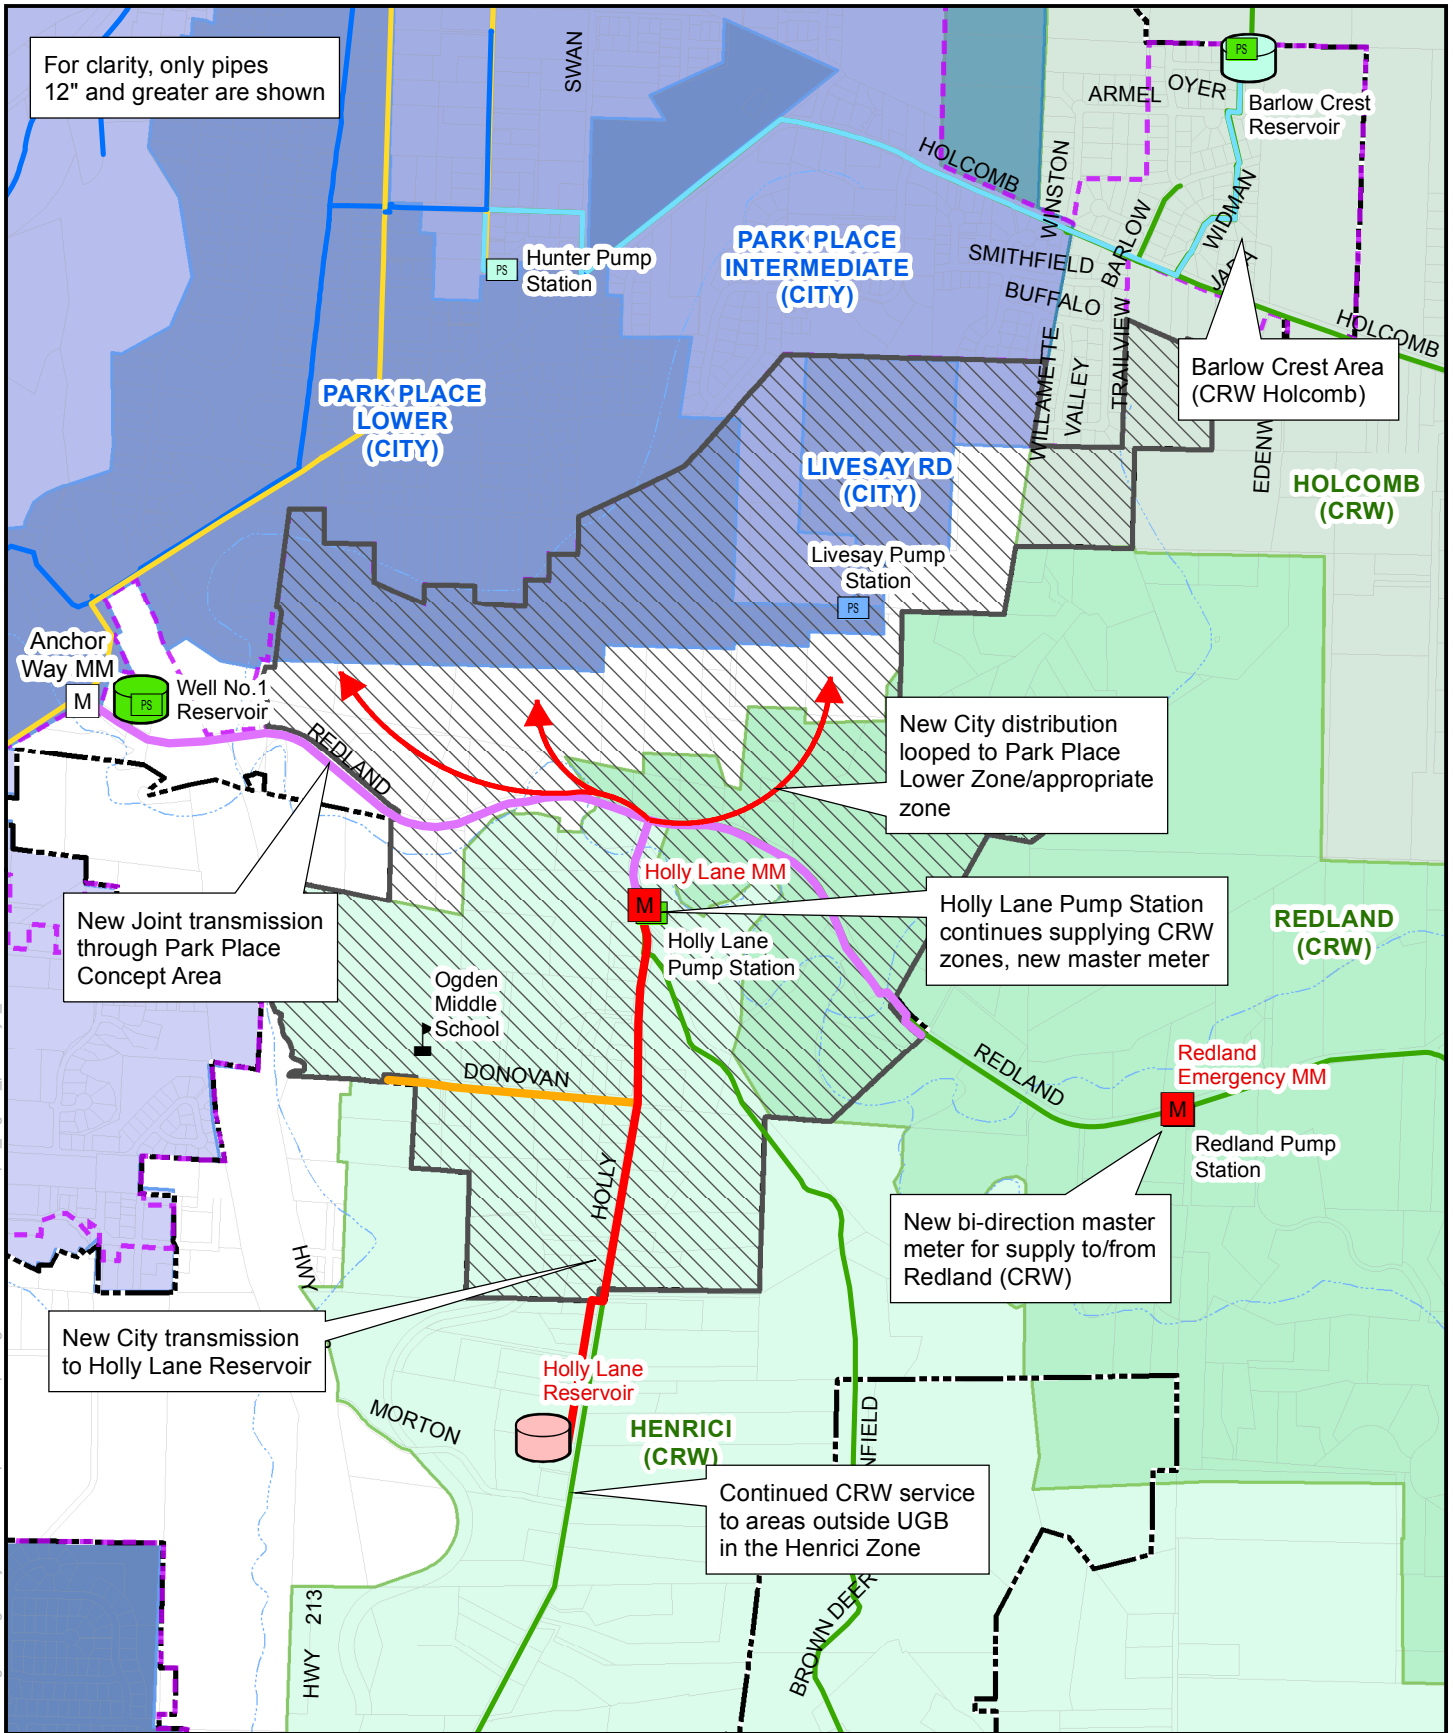 For clarity, only pipes
12" and greater are shown
SWAN
ARMEL
OYER
PS
Barlow Crest
Reservoir
HOLCOMB
WINSTON
BARLOW
WIDMAN
PARK PLACE
INTERMEDIATE
(CITY)
PS
Hunter Pump
Station
SMITHFIELD
BUFFALO
HOLCOMB
WILLAMETTE
VALLEY
TRAILVIEW
Barlow Crest Area
(CRW Holcomb)
PARK PLACE
LOWER
(CITY)
LIVESAY RD
(CITY)
HOLCOMB
(CRW)
Livesay Pump
Station
PS
Anchor
Way MM
M
PS
Well No.1
Reservoir
REDLAND
New City distribution
looped to Park Place
Lower Zone/appropriate
zone
Holly Lane MM
M
New Joint transmission
through Park Place
Concept Area
Holly Lane
Pump Station
Holly Lane Pump Station
continues supplying CRW
zones, new master meter
REDLAND
(CRW)
Ogden
Middle
School
DONOVAN
REDLAND
Redland
Emergency MM
M
Redland Pump
Station
HOLLY
New bi-direction master
meter for supply to/from
Redland (CRW)
HWY
New City transmission
to Holly Lane Reservoir
Holly Lane
Reservoir
MORTON
HENRICI
(CRW)
NFIELD
Continued CRW service
to areas outside UGB
in the Henrici Zone
HWY 213
BROWN DEER